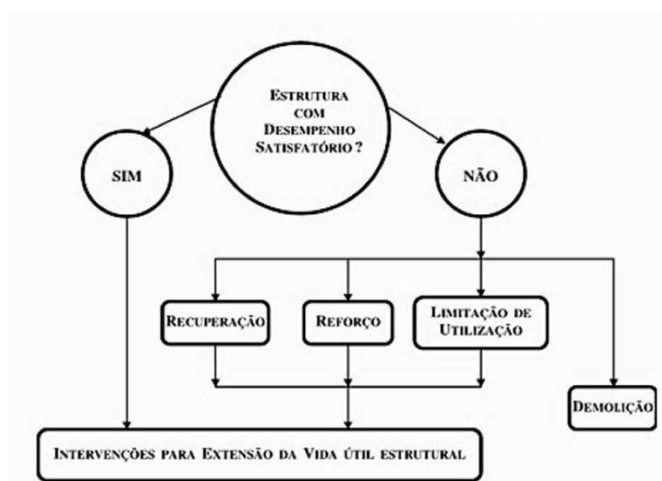 ESTRUTURA
COM
DESEMPENHO
SATISFATÓRIO ?
SIM
NÃO
RECUPERAÇÃO
REFORÇO
LIMITAÇÃO DE
UTILIZAÇÃO
DEMOLIÇÃO
INTERVENÇÕES PARA EXTENSÃO DA VIDA ÚTIL ESTRUTURAL